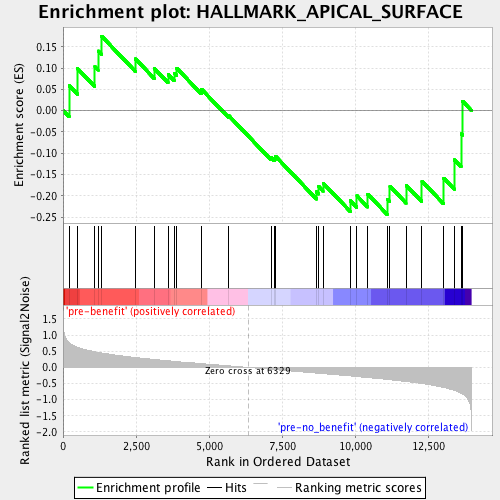 Enrichment plot: HALLMARK_APICAL_SURFACE
Enrichment score (ES)
0.15
0.10
0.05
0.00
-0.05
-0.10
-0.15
-0.20
-0.25
'pre-benefit' (positively correlated)
Ranked list metric (Signal2Noise)
1.5
1.0
0.5
0.0
-0.5
-1.0
-1.5
-2.0
Zero cross at 6329
'pre-no_benefit' (negatively correlated)
0
2,500
5,000
7,500
10,000
12,500
Rank in Ordered Dataset
Enrichment profile
Hits
Ranking metric scores